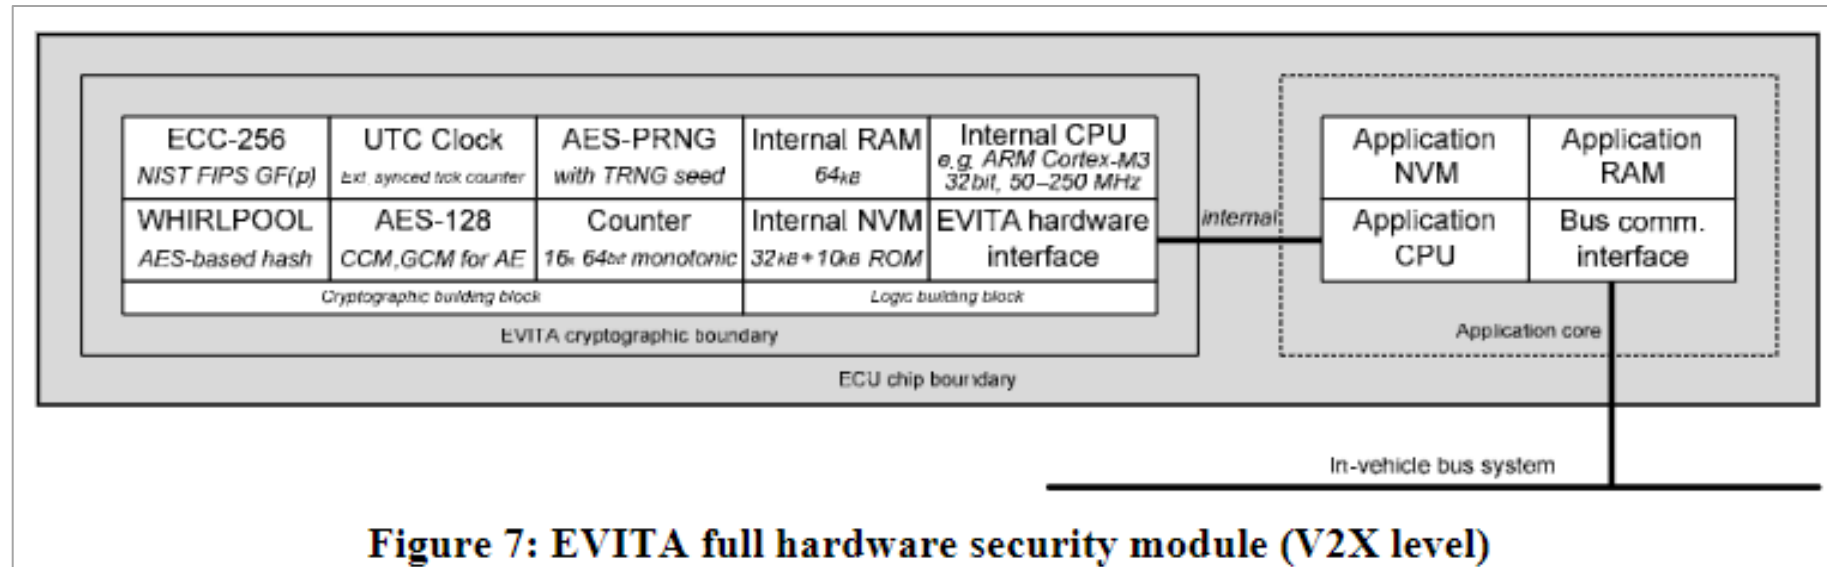 ECC-256
NIST FIPS GF(p)
UTC Clock
Ext. synced tick counter
AES-PRNG
with TRNG seed
Internal RAM
64kB
Internal CPU
e.g. ARM Cortex-M3
32bit, 50–250 MHz
WHIRLPOOL
AES-based hash
AES-128
CCM,GCM for AE
Counter
16x 64bit monotonic
Internal NVM
32kB+10kB ROM
EVITA hardware
interface
Cryptographic building block
Logic building block
EVITA cryptographic boundary
internal
Application
NVM
Application
RAM
Application
CPU
Bus comm.
interface
Application core
ECU chip boundary
In-vehicle bus system
Figure 7: EVITA full hardware security module (V2X level)